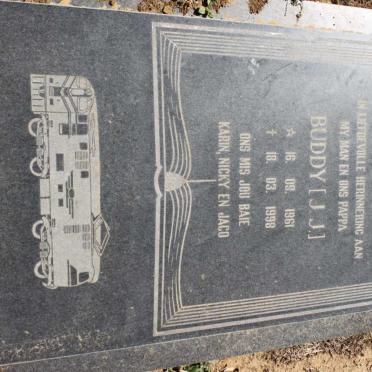 IN LIEFDEVOLLE HERINNERING AAN
MY MAN EN ONS PAPPA
BUDDY [J.J.]
☆ 16. 09. 1961
✝ 18. 03. 1998
ONS MIS JOU BAIE
KARIN, NICKY EN JACO